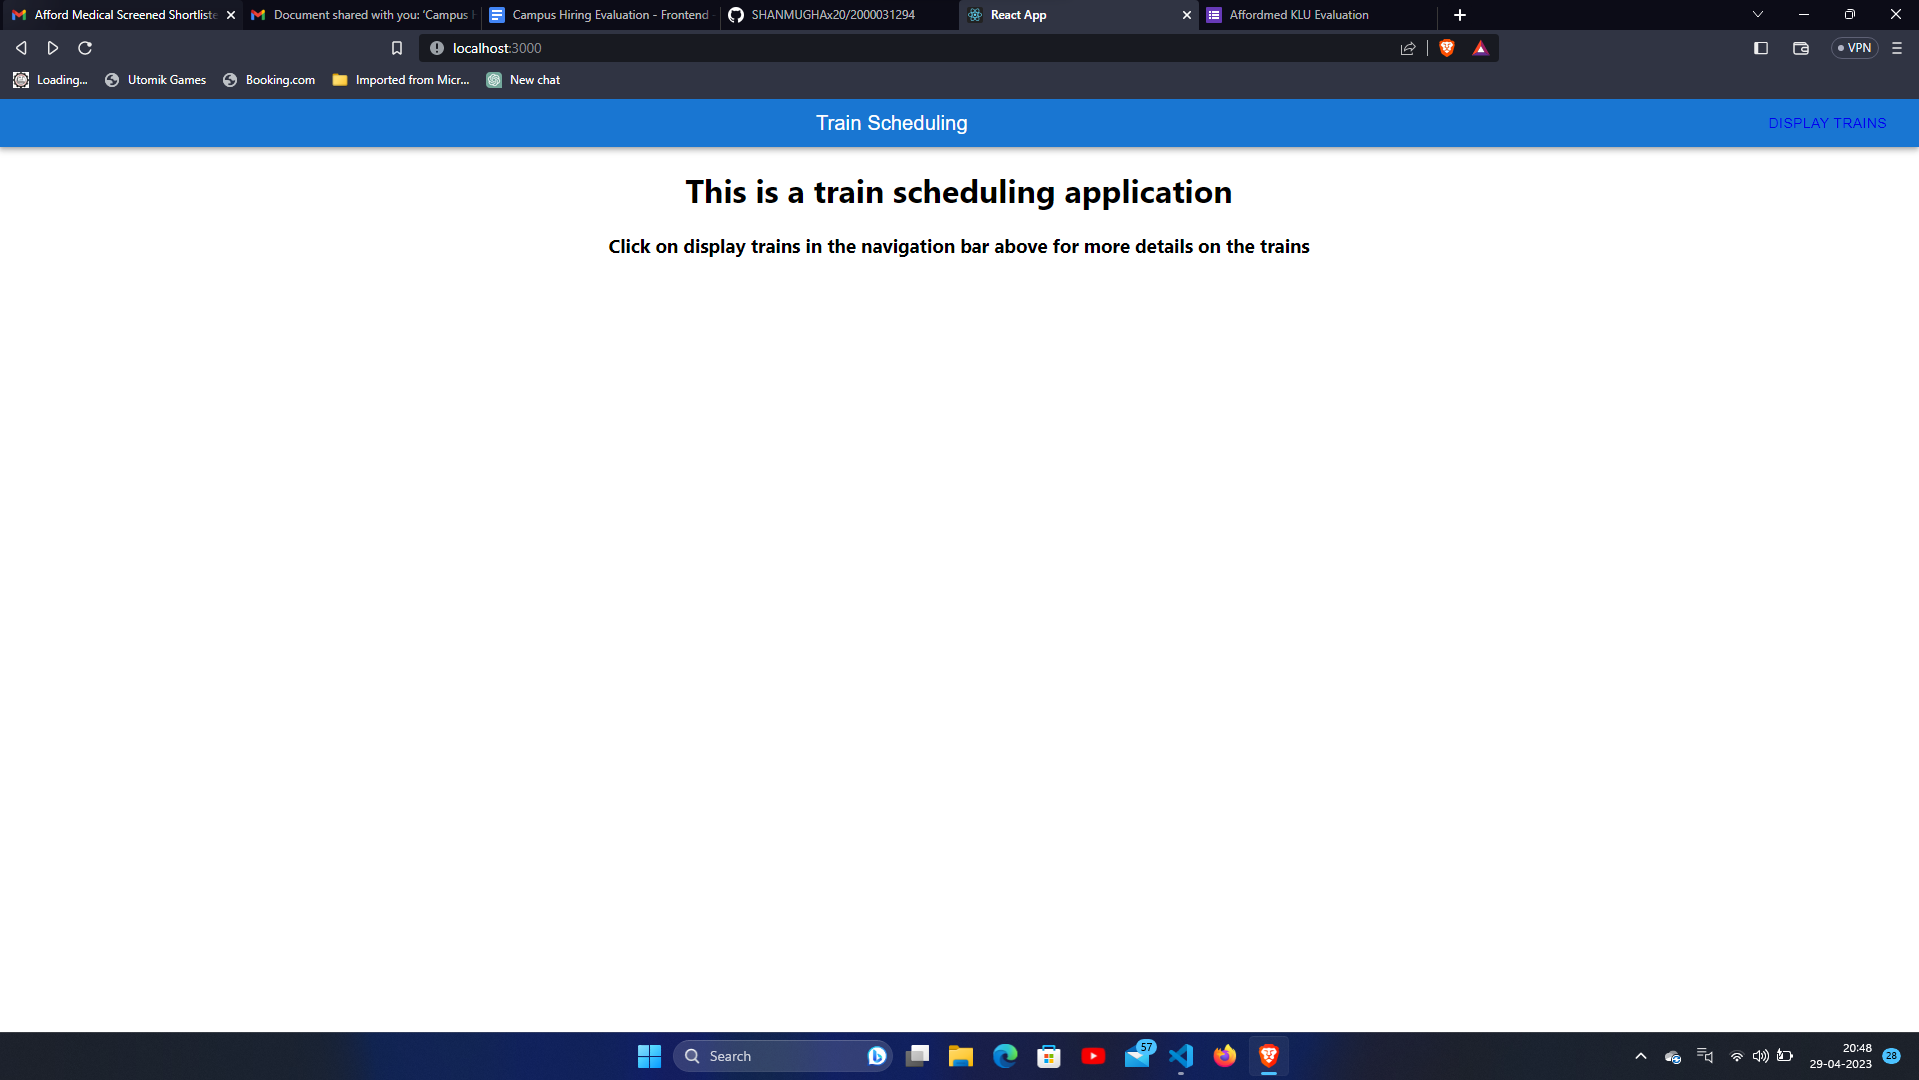 Afford Medical Screened Shortliste
Document shared with you: 'Campus H
Campus Hiring Evaluation - Frontend
SHANMUGHAx20/2000031294
React App
Affordmed KLU Evaluation
localhost:3000
VPN
Loading...
Utomik Games
Booking.com
Imported from Micr...
New chat
Train Scheduling
DISPLAY TRAINS
This is a train scheduling application
Click on display trains in the navigation bar above for more details on the trains
Search
57
20:48
29-04-2023
28